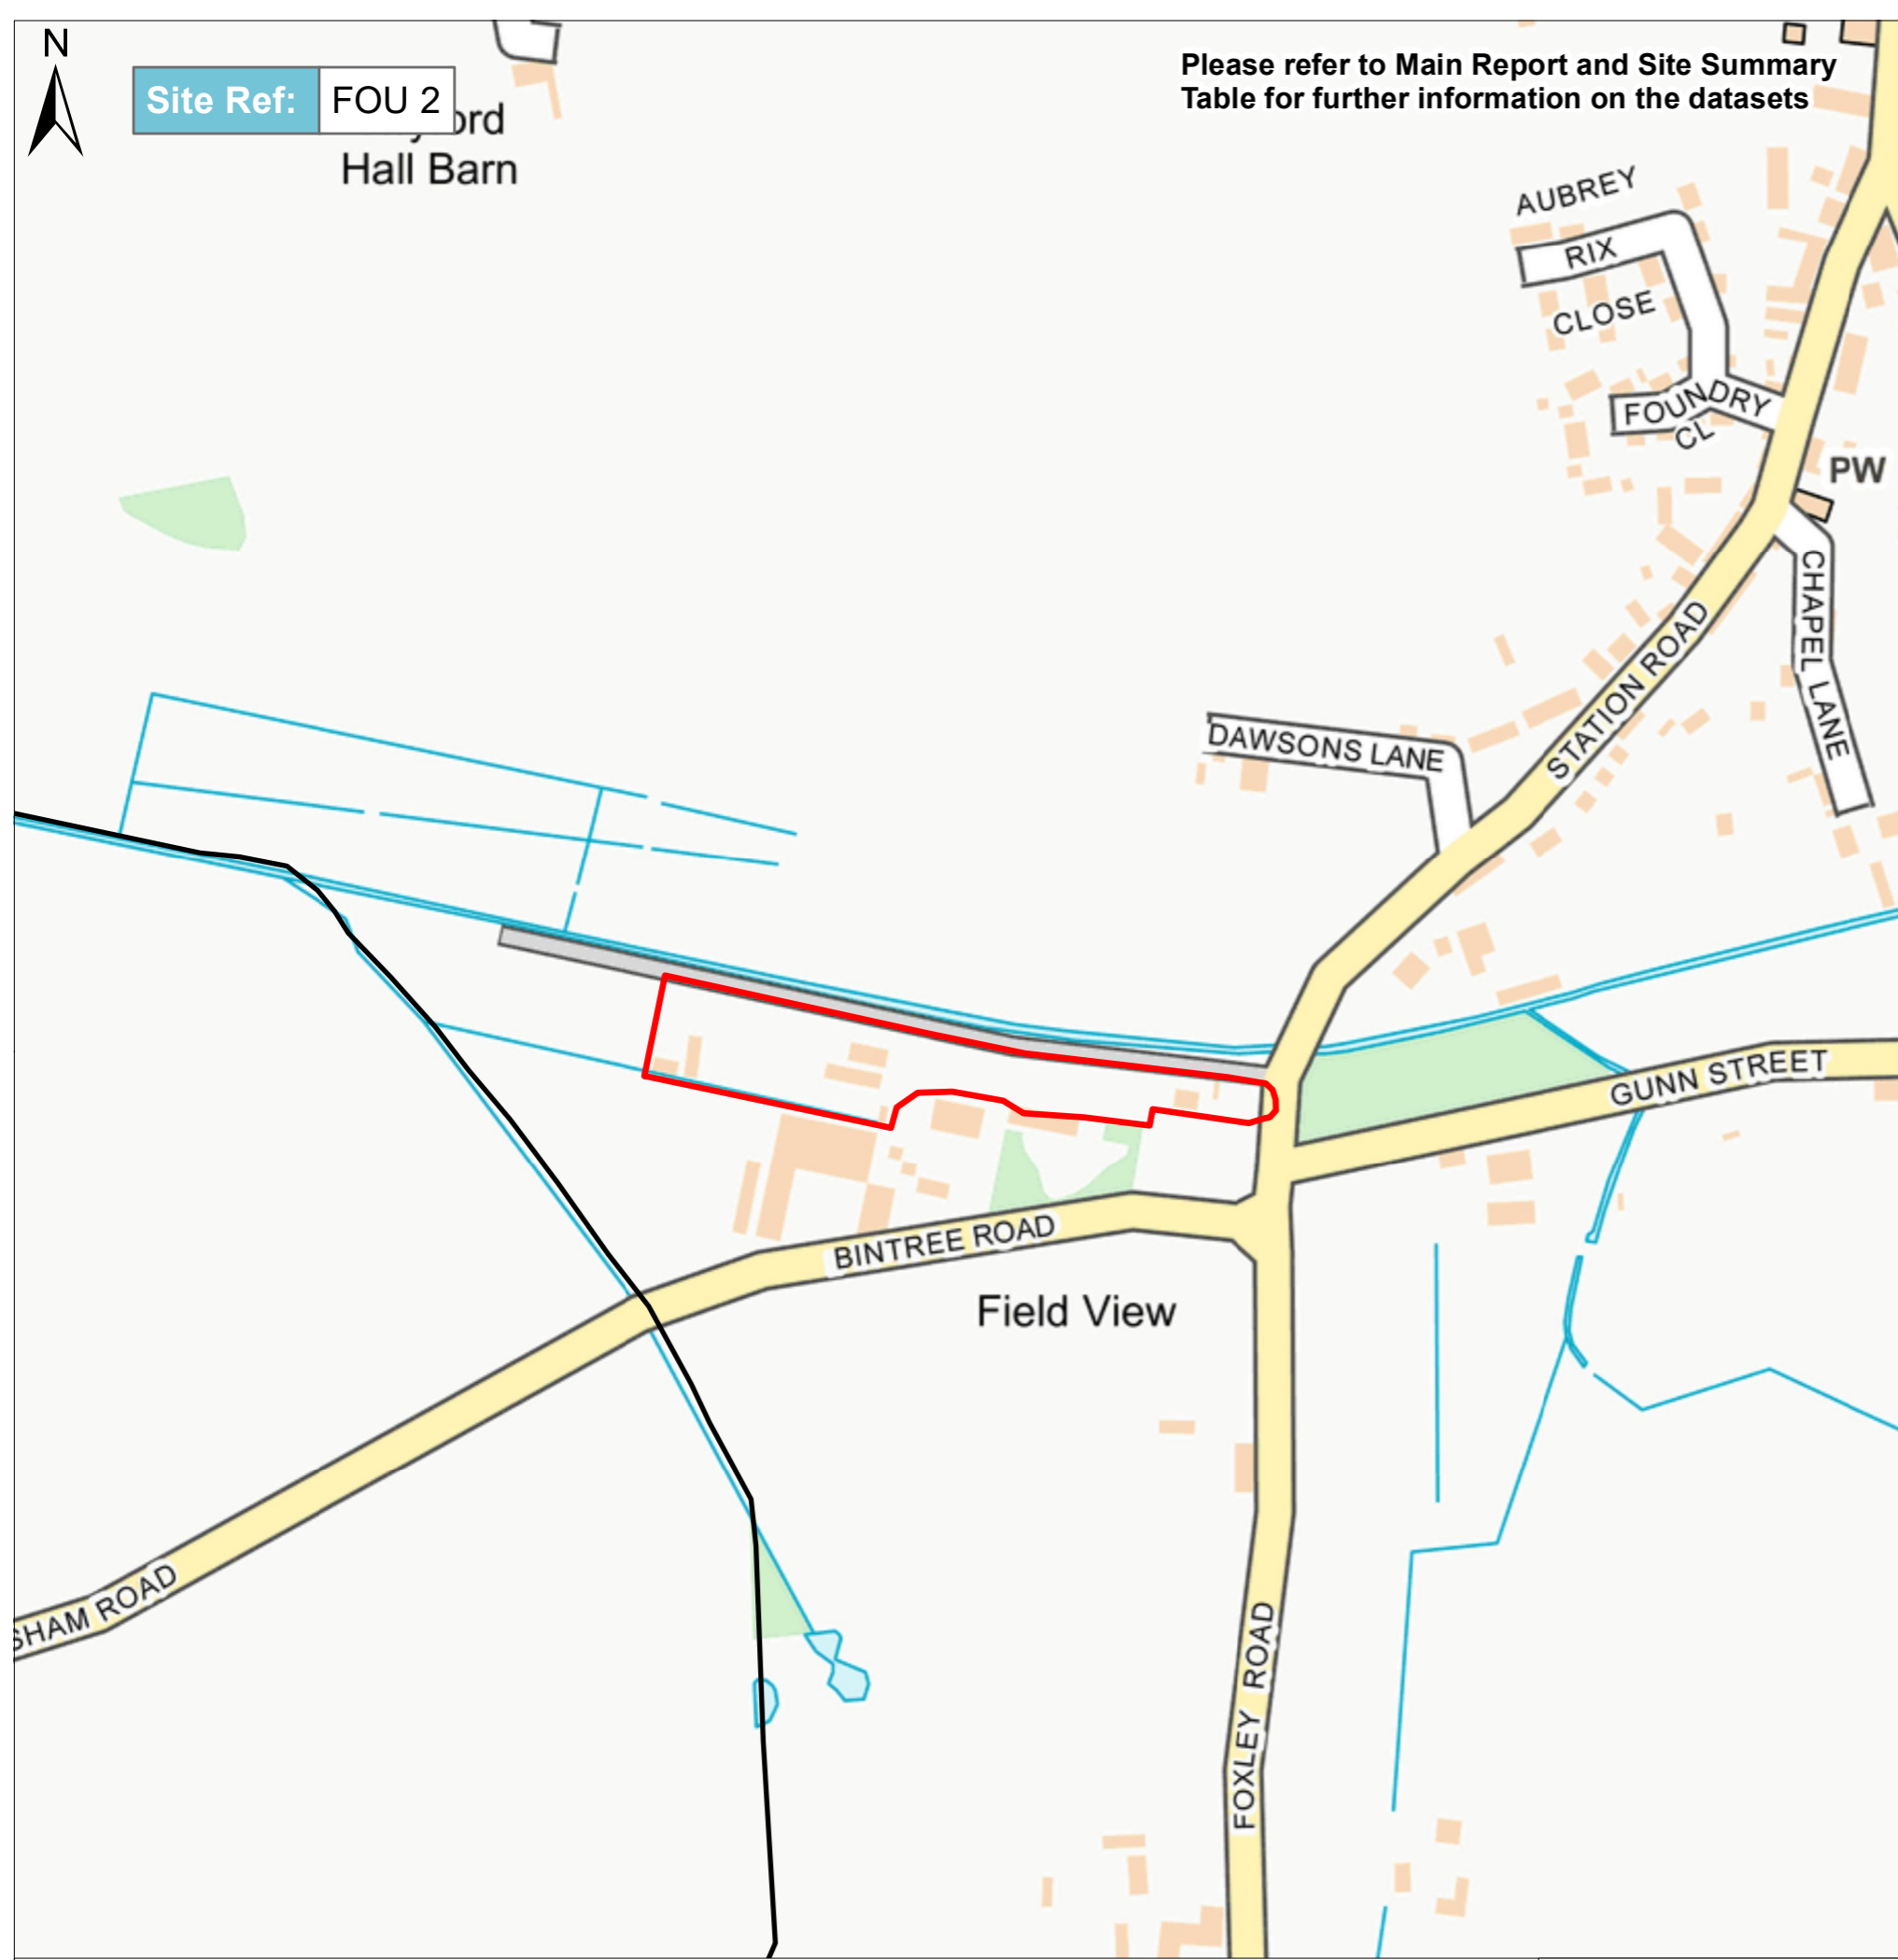 N
Site Ref: FOU 2
Please refer to Main Report and Site Summary
Table for further information on the datasets
Hall Barn
AUBREY
RIX
CLOSE
FOUNDRY
CL
PW
CHAPEL LANE
STATION ROAD
DAWSONS LANE
GUNN STREET
BINTREE ROAD
Field View
SHAM ROAD
FOXLEY ROAD